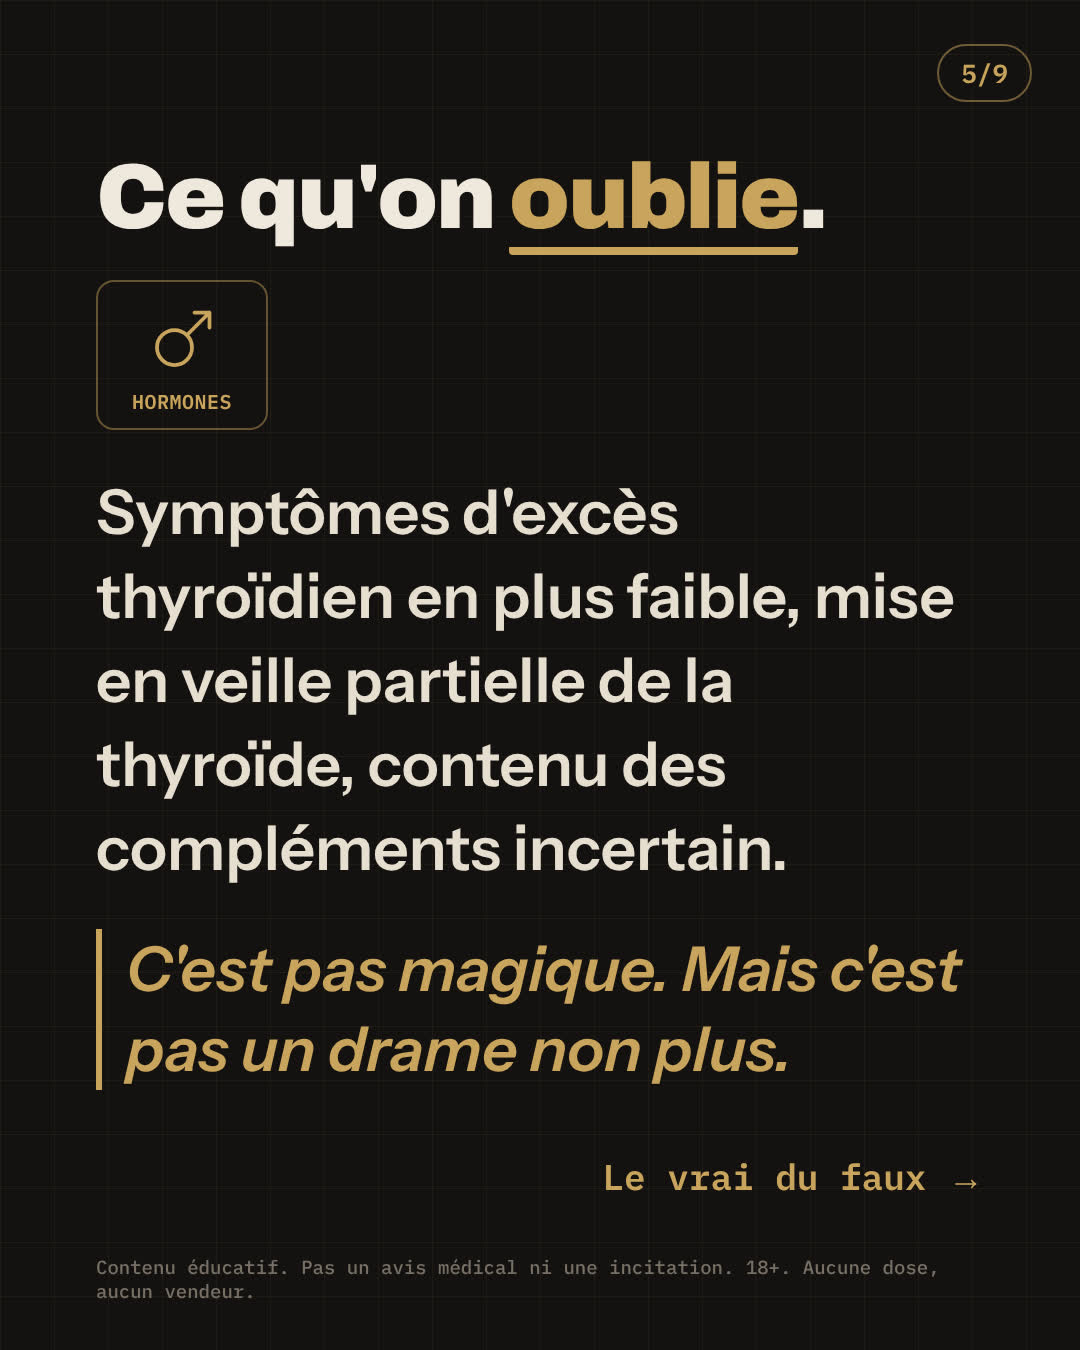 5/9
Ce qu'on oublie.
HORMONES
Symptômes d'excès
thyroïdien en plus faible, mise
en veille partielle de la
thyroïde, contenu des
compléments incertain.
C'est pas magique. Mais c'est
pas un drame non plus.
Le vrai du faux →
Contenu éducatif. Pas un avis médical ni une incitation. 18+. Aucune dose,
aucun vendeur.